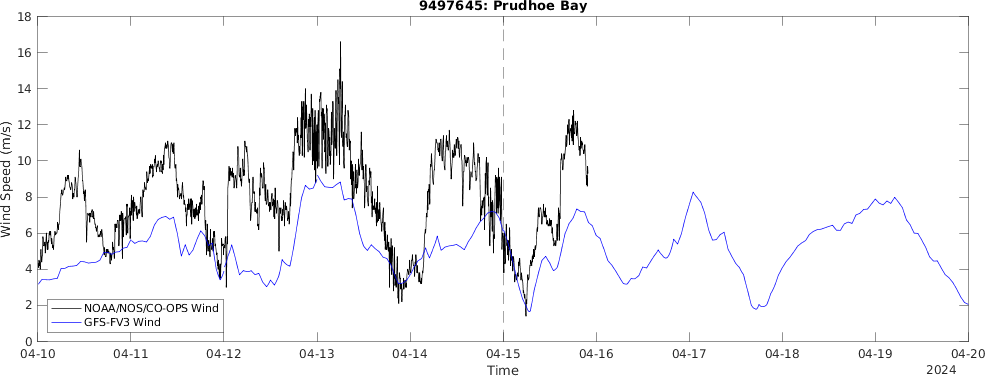 9497645: Prudhoe Bay
18
16
14
12
10
8
6
4
2
0
Wind Speed (m/s)
NOAA/NOS/CO-OPS Wind
GFS-FV3 Wind
04-10 04-11 04-12 04-13 04-14 04-15 04-16 04-17 04-18 04-19 04-20
Time
2024